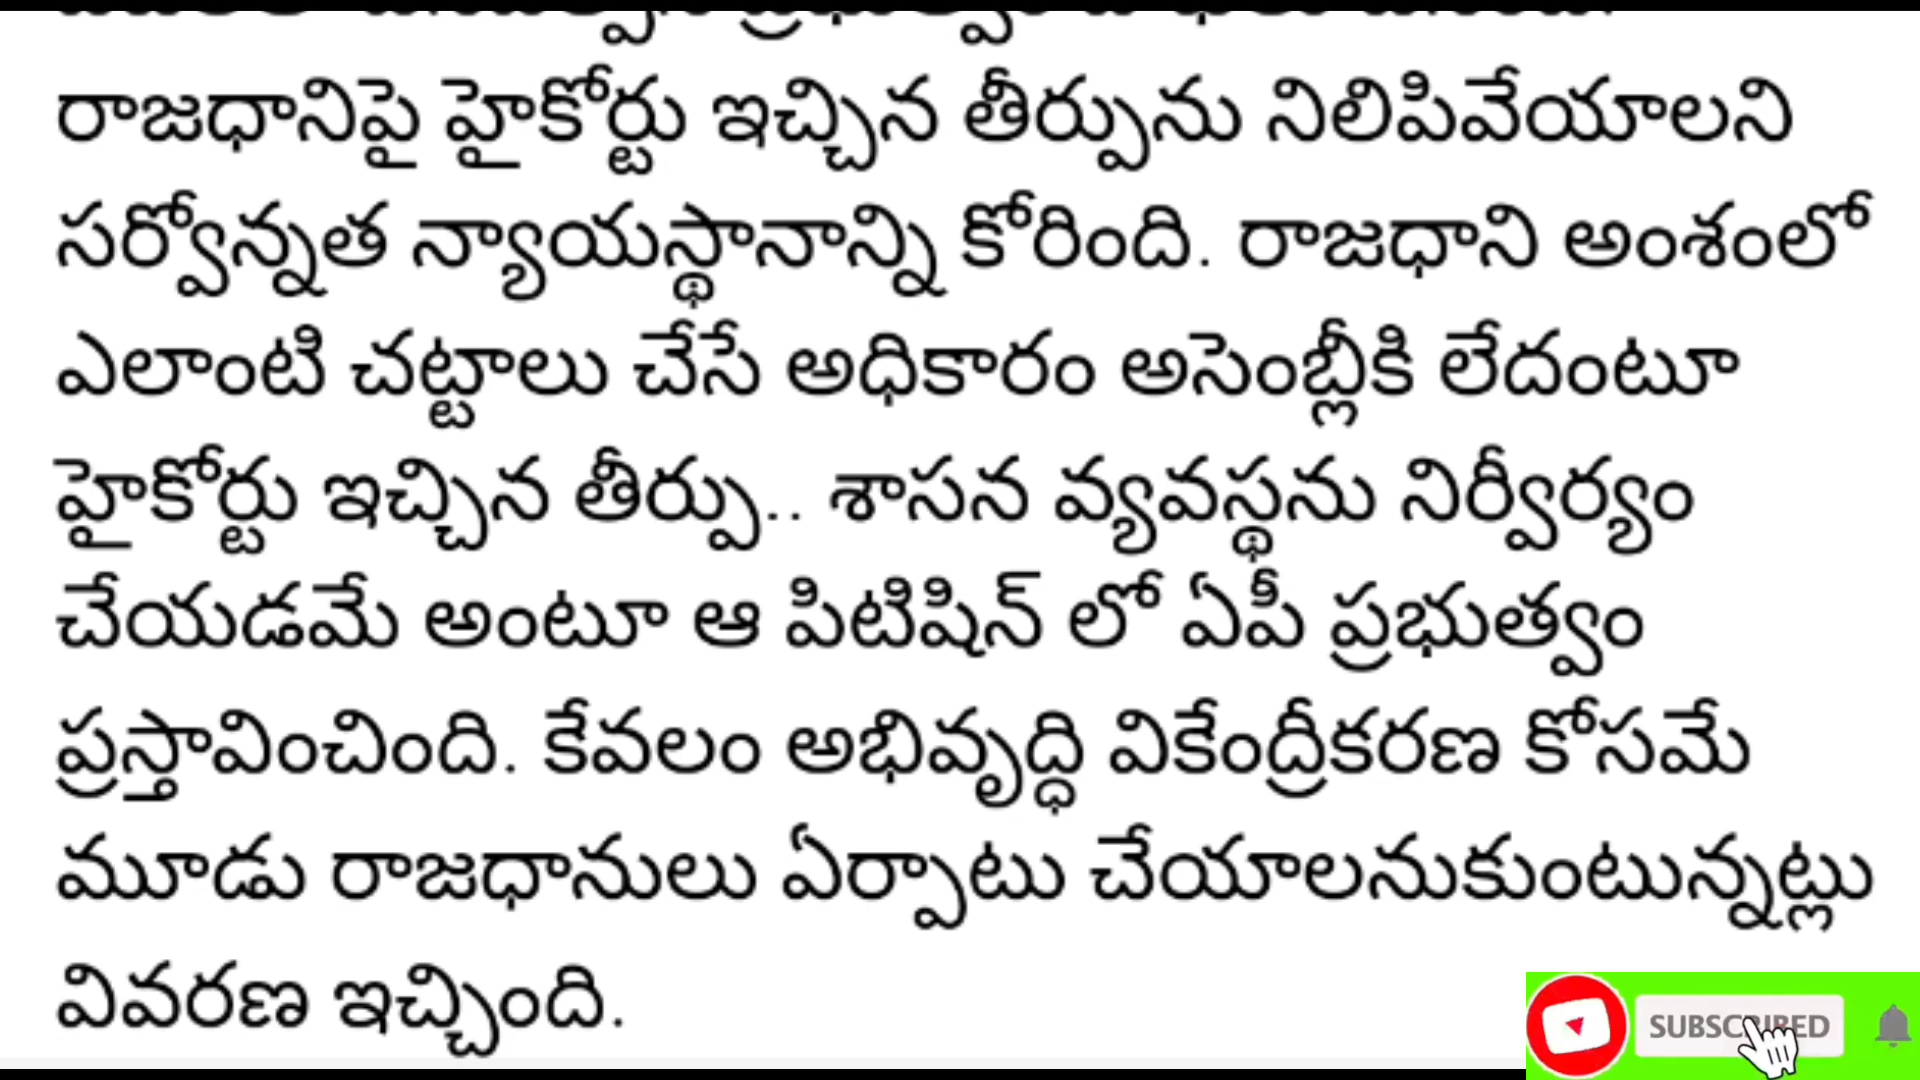 రాజధానిపై హైకోర్టు ఇచ్చిన తీర్పును నిలిపివేయాలని
సర్వోన్నత న్యాయస్థానాన్ని కోరింది. రాజధాని అంశంలో
ఎలాంటి చట్టాలు చేసే అధికారం అసెంబ్లీకి లేదంటూ
హైకోర్టు ఇచ్చిన తీర్పు.. శాసన వ్యవస్థను నిర్వీర్యం
చేయడమే అంటూ ఆ పిటిషిన్ లో ఏపీ ప్రభుత్వం
ప్రస్తావించింది. కేవలం అభివృద్ధి వికేంద్రీకరణ కోసమే
మూడు రాజధానులు ఏర్పాటు చేయాలనుకుంటున్నట్లు
వివరణ ఇచ్చింది.
SUBSCRIBED